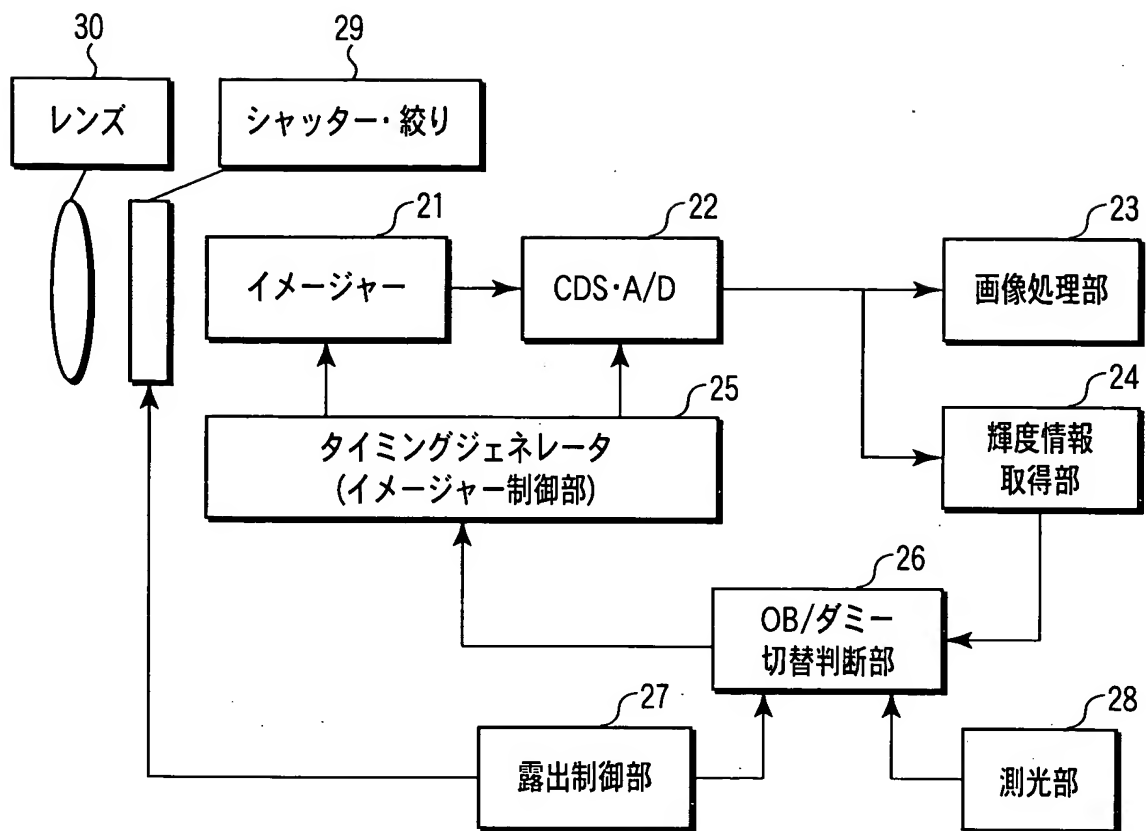 30
レンズ
29
シャッター・絞り
21
イメージャー
22
CDS・A/D
23
画像処理部
24
輝度情報
取得部
25
タイミングジェネレータ
(イメージャー制御部)
26
OB/ダミー
切替判断部
27
露出制御部
28
測光部